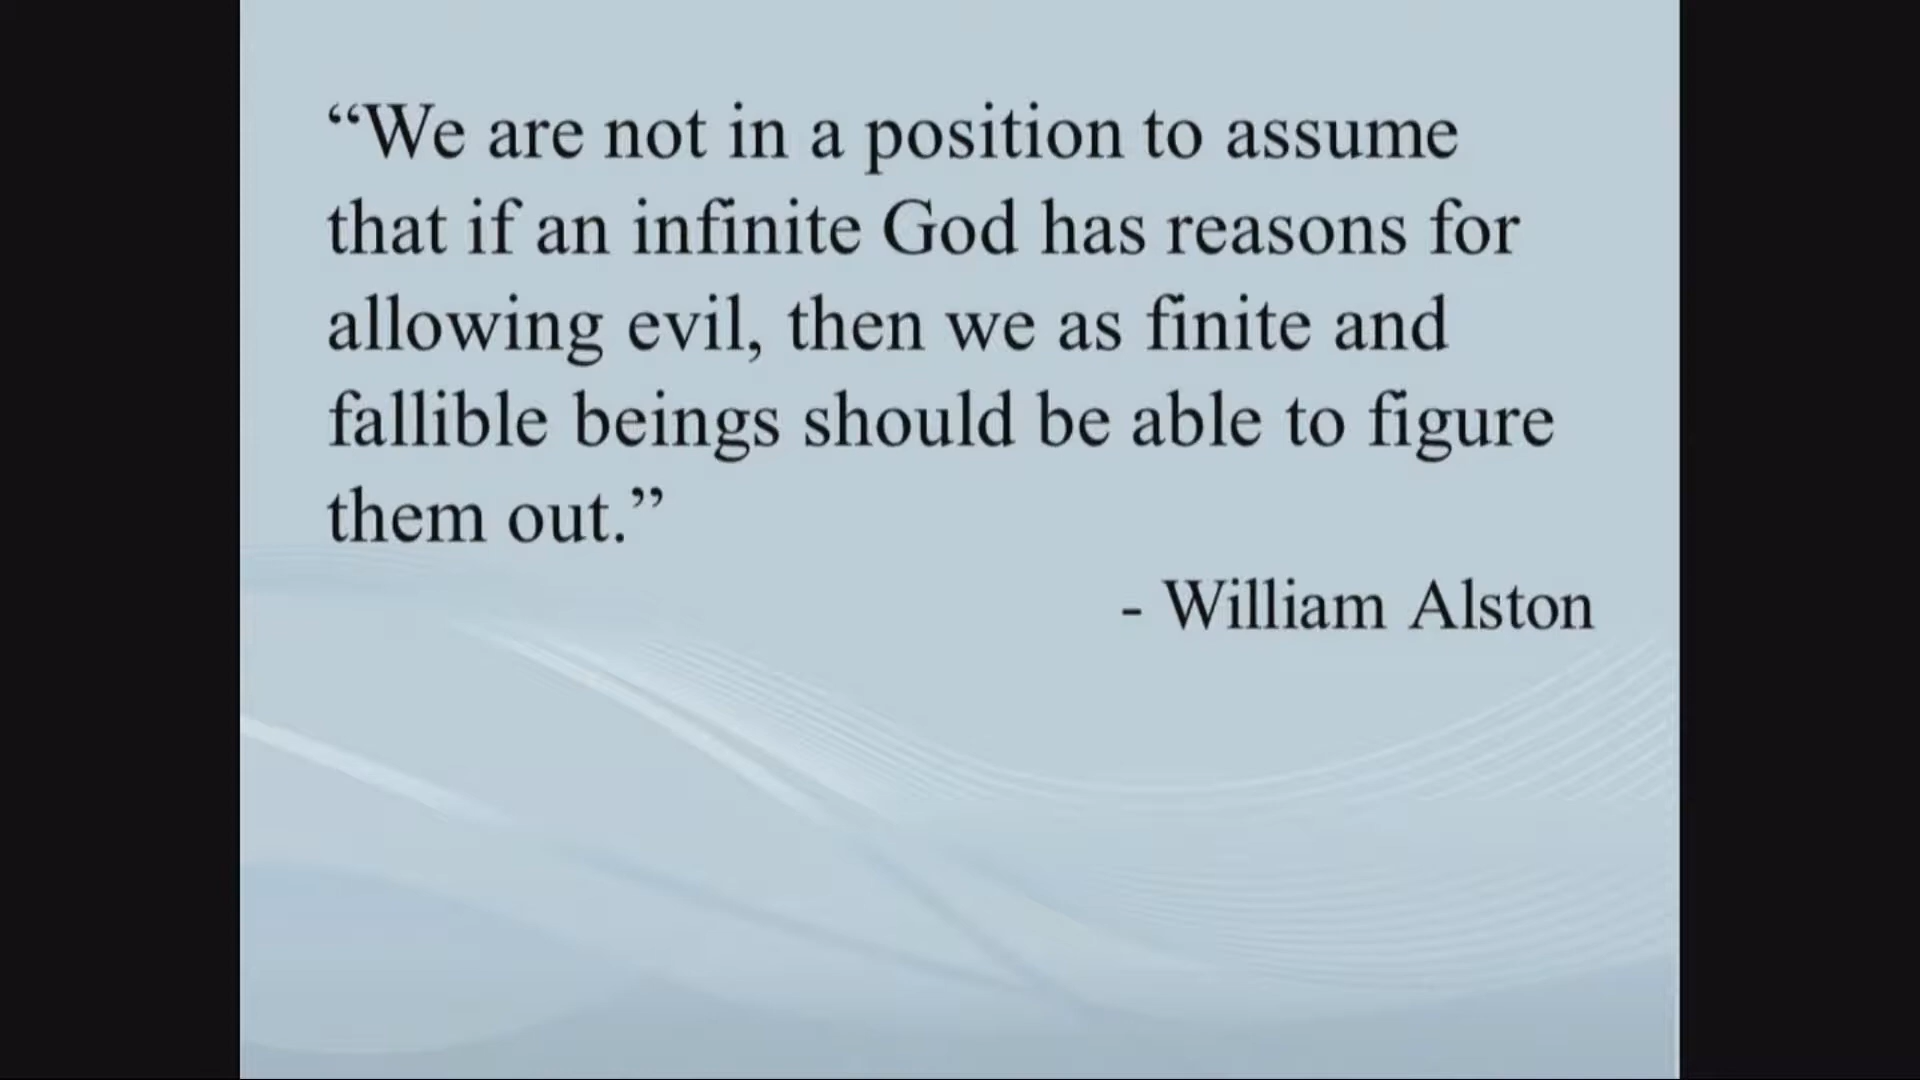 “We are not in a position to assume
that if an infinite God has reasons for
allowing evil, then we as finite and
fallible beings should be able to figure
them out.”
- William Alston